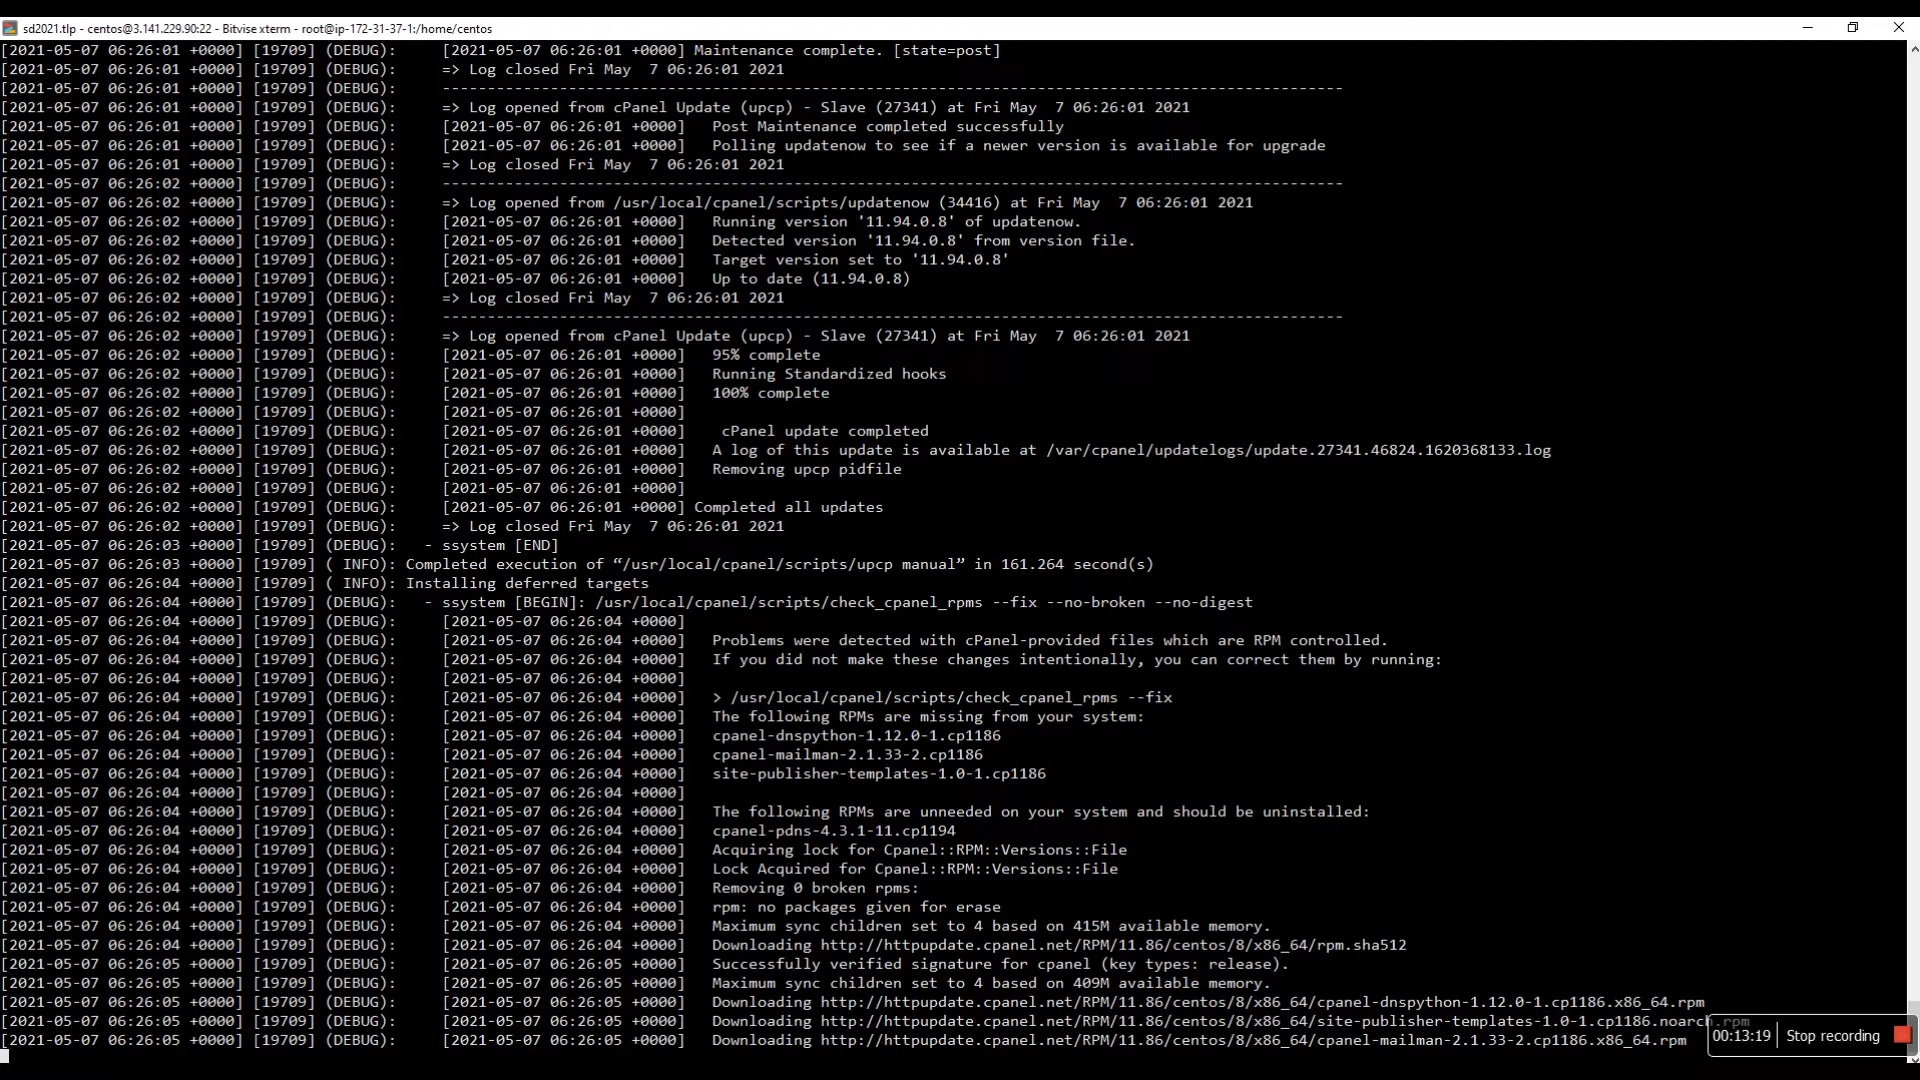 sd2021.tlp - centos@3.141.229.90:22 - Bitvise xterm - root@ip-172-31-37-1:/home/centos
[2021-05-07 06:26:01 +0000] [19709] (DEBUG):     [2021-05-07 06:26:01 +0000] Maintenance complete. [state=post]
[2021-05-07 06:26:01 +0000] [19709] (DEBUG):     => Log closed Fri May  7 06:26:01 2021
[2021-05-07 06:26:01 +0000] [19709] (DEBUG):     ----------------------------------------------------------------------------------------------------
[2021-05-07 06:26:01 +0000] [19709] (DEBUG):     => Log opened from cPanel Update (upcp) - Slave (27341) at Fri May  7 06:26:01 2021
[2021-05-07 06:26:01 +0000] [19709] (DEBUG):     [2021-05-07 06:26:01 +0000]   Post Maintenance completed successfully
[2021-05-07 06:26:01 +0000] [19709] (DEBUG):     [2021-05-07 06:26:01 +0000]   Polling updatenow to see if a newer version is available for upgrade
[2021-05-07 06:26:01 +0000] [19709] (DEBUG):     => Log closed Fri May  7 06:26:01 2021
[2021-05-07 06:26:02 +0000] [19709] (DEBUG):     ----------------------------------------------------------------------------------------------------
[2021-05-07 06:26:02 +0000] [19709] (DEBUG):     => Log opened from /usr/local/cpanel/scripts/updatenow (34416) at Fri May  7 06:26:01 2021
[2021-05-07 06:26:02 +0000] [19709] (DEBUG):     [2021-05-07 06:26:01 +0000]   Running version '11.94.0.8' of updatenow.
[2021-05-07 06:26:02 +0000] [19709] (DEBUG):     [2021-05-07 06:26:01 +0000]   Detected version '11.94.0.8' from version file.
[2021-05-07 06:26:02 +0000] [19709] (DEBUG):     [2021-05-07 06:26:01 +0000]   Target version set to '11.94.0.8'
[2021-05-07 06:26:02 +0000] [19709] (DEBUG):     [2021-05-07 06:26:01 +0000]   Up to date (11.94.0.8)
[2021-05-07 06:26:02 +0000] [19709] (DEBUG):     => Log closed Fri May  7 06:26:01 2021
[2021-05-07 06:26:02 +0000] [19709] (DEBUG):     ----------------------------------------------------------------------------------------------------
[2021-05-07 06:26:02 +0000] [19709] (DEBUG):     => Log opened from cPanel Update (upcp) - Slave (27341) at Fri May  7 06:26:01 2021
[2021-05-07 06:26:02 +0000] [19709] (DEBUG):     [2021-05-07 06:26:01 +0000]   95% complete
[2021-05-07 06:26:02 +0000] [19709] (DEBUG):     [2021-05-07 06:26:01 +0000]   Running Standardized hooks
[2021-05-07 06:26:02 +0000] [19709] (DEBUG):     [2021-05-07 06:26:01 +0000]   100% complete
[2021-05-07 06:26:02 +0000] [19709] (DEBUG):     [2021-05-07 06:26:01 +0000]
[2021-05-07 06:26:02 +0000] [19709] (DEBUG):     [2021-05-07 06:26:01 +0000]    cPanel update completed
[2021-05-07 06:26:02 +0000] [19709] (DEBUG):     [2021-05-07 06:26:01 +0000]   A log of this update is available at /var/cpanel/updatelogs/update.27341.46824.1620368133.log
[2021-05-07 06:26:02 +0000] [19709] (DEBUG):     [2021-05-07 06:26:01 +0000]   Removing upcp pidfile
[2021-05-07 06:26:02 +0000] [19709] (DEBUG):     [2021-05-07 06:26:01 +0000]
[2021-05-07 06:26:02 +0000] [19709] (DEBUG):     [2021-05-07 06:26:01 +0000] Completed all updates
[2021-05-07 06:26:02 +0000] [19709] (DEBUG):     => Log closed Fri May  7 06:26:01 2021
[2021-05-07 06:26:03 +0000] [19709] (DEBUG):   - ssystem [END]
[2021-05-07 06:26:03 +0000] [19709] ( INFO): Completed execution of “/usr/local/cpanel/scripts/upcp manual” in 161.264 second(s)
[2021-05-07 06:26:04 +0000] [19709] ( INFO): Installing deferred targets
[2021-05-07 06:26:04 +0000] [19709] (DEBUG):   - ssystem [BEGIN]: /usr/local/cpanel/scripts/check_cpanel_rpms --fix --no-broken --no-digest
[2021-05-07 06:26:04 +0000] [19709] (DEBUG):     [2021-05-07 06:26:04 +0000]
[2021-05-07 06:26:04 +0000] [19709] (DEBUG):     [2021-05-07 06:26:04 +0000]   Problems were detected with cPanel-provided files which are RPM controlled.
[2021-05-07 06:26:04 +0000] [19709] (DEBUG):     [2021-05-07 06:26:04 +0000]   If you did not make these changes intentionally, you can correct them by running:
[2021-05-07 06:26:04 +0000] [19709] (DEBUG):     [2021-05-07 06:26:04 +0000]
[2021-05-07 06:26:04 +0000] [19709] (DEBUG):     [2021-05-07 06:26:04 +0000]   > /usr/local/cpanel/scripts/check_cpanel_rpms --fix
[2021-05-07 06:26:04 +0000] [19709] (DEBUG):     [2021-05-07 06:26:04 +0000]   The following RPMs are missing from your system:
[2021-05-07 06:26:04 +0000] [19709] (DEBUG):     [2021-05-07 06:26:04 +0000]   cpanel-dnspython-1.12.0-1.cp1186
[2021-05-07 06:26:04 +0000] [19709] (DEBUG):     [2021-05-07 06:26:04 +0000]   cpanel-mailman-2.1.33-2.cp1186
[2021-05-07 06:26:04 +0000] [19709] (DEBUG):     [2021-05-07 06:26:04 +0000]   site-publisher-templates-1.0-1.cp1186
[2021-05-07 06:26:04 +0000] [19709] (DEBUG):     [2021-05-07 06:26:04 +0000]
[2021-05-07 06:26:04 +0000] [19709] (DEBUG):     [2021-05-07 06:26:04 +0000]   The following RPMs are unneeded on your system and should be uninstalled:
[2021-05-07 06:26:04 +0000] [19709] (DEBUG):     [2021-05-07 06:26:04 +0000]   cpanel-pdns-4.3.1-11.cp1194
[2021-05-07 06:26:04 +0000] [19709] (DEBUG):     [2021-05-07 06:26:04 +0000]   Acquiring lock for Cpanel::RPM::Versions::File
[2021-05-07 06:26:04 +0000] [19709] (DEBUG):     [2021-05-07 06:26:04 +0000]   Lock Acquired for Cpanel::RPM::Versions::File
[2021-05-07 06:26:04 +0000] [19709] (DEBUG):     [2021-05-07 06:26:04 +0000]   Removing 0 broken rpms:
[2021-05-07 06:26:04 +0000] [19709] (DEBUG):     [2021-05-07 06:26:04 +0000]   rpm: no packages given for erase
[2021-05-07 06:26:04 +0000] [19709] (DEBUG):     [2021-05-07 06:26:04 +0000]   Maximum sync children set to 4 based on 415M available memory.
[2021-05-07 06:26:04 +0000] [19709] (DEBUG):     [2021-05-07 06:26:04 +0000]   Downloading http://httpupdate.cpanel.net/RPM/11.86/centos/8/x86_64/rpm.sha512
[2021-05-07 06:26:05 +0000] [19709] (DEBUG):     [2021-05-07 06:26:05 +0000]   Successfully verified signature for cpanel (key types: release).
[2021-05-07 06:26:05 +0000] [19709] (DEBUG):     [2021-05-07 06:26:05 +0000]   Maximum sync children set to 4 based on 409M available memory.
[2021-05-07 06:26:05 +0000] [19709] (DEBUG):     [2021-05-07 06:26:05 +0000]   Downloading http://httpupdate.cpanel.net/RPM/11.86/centos/8/x86_64/cpanel-dnspython-1.12.0-1.cp1186.x86_64.rpm
[2021-05-07 06:26:05 +0000] [19709] (DEBUG):     [2021-05-07 06:26:05 +0000]   Downloading http://httpupdate.cpanel.net/RPM/11.86/centos/8/x86_64/site-publisher-templates-1.0-1.cp1186.noarch.rpm
[2021-05-07 06:26:05 +0000] [19709] (DEBUG):     [2021-05-07 06:26:05 +0000]   Downloading http://httpupdate.cpanel.net/RPM/11.86/centos/8/x86_64/cpanel-mailman-2.1.33-2.cp1186.x86_64.rpm
00:13:19 Stop recording